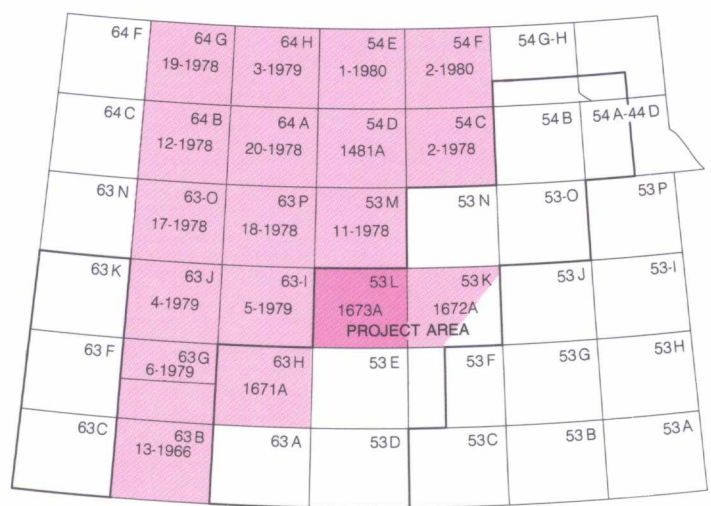 64 F 64 G 64 H 54 E 54 F 54 G-H
19-1978 3-1979 1-1980 2-1980
64 C 64 B 64 A 54 D 54 C 54 B 54 A-44 D
12-1978 20-1978 1481A 2-1978
63 N 63-O 63 P 53 M 53 N 53-O 53 P
17-1978 18-1978 11-1978
63 K 63 J 63-I 53 L 53 K 53 J 53-I
4-1979 5-1979 1673A 1672A
PROJECT AREA
63 F 63 G 63 H 53 E 53 F 53 G 53 H
6-1979 1671A
63 C 63 B 63 A 53 D 53 C 53 B 53 A
13-1966